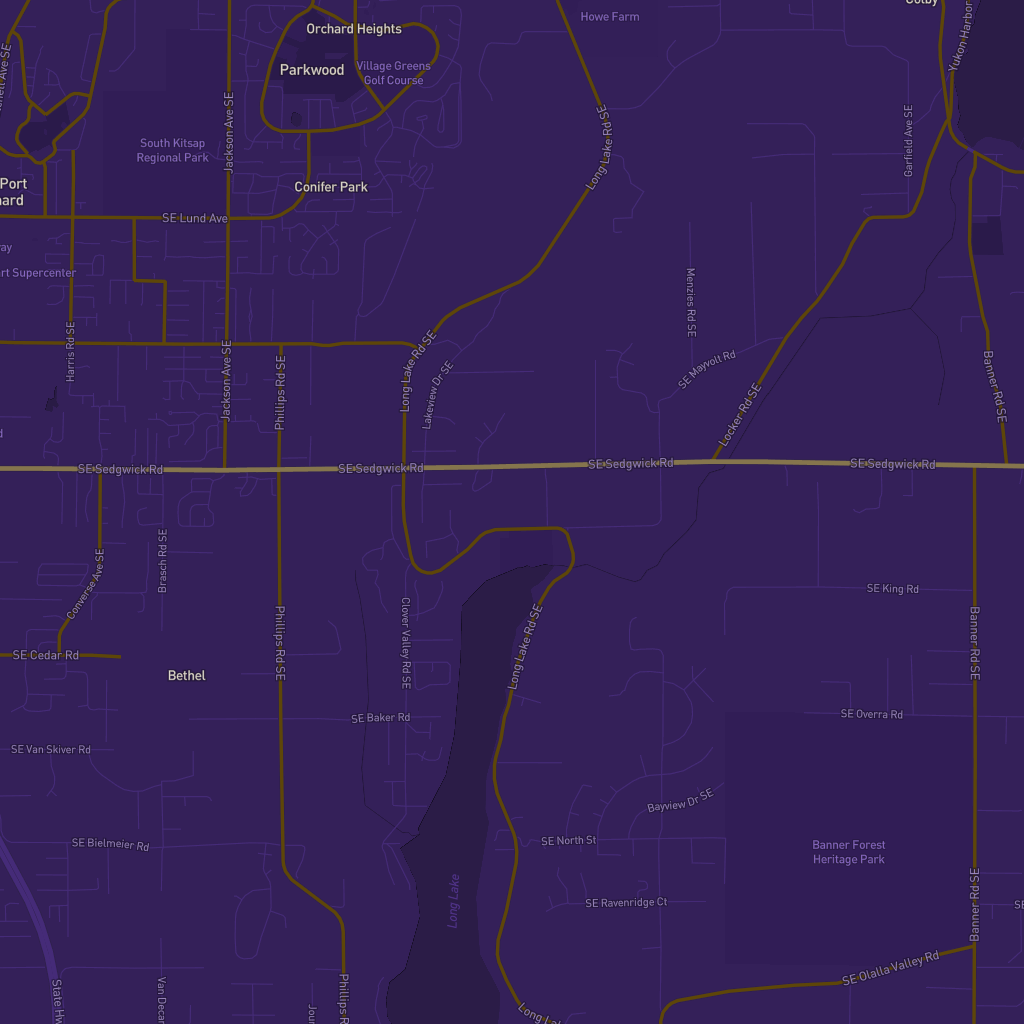 Colby
Howe Farm
Orchard Heights
Yukon Harbor
Village Greens
Golf Course
Parkwood
Jackson Ave SE
Long Lake Rd SE
Garfield Ave SE
South Kitsap
Regional Park
Conifer Park
Port
SE Lund Ave
Menzies Rd SE
Harris Rd SE
Long Lake Rd SE
Jackson Ave SE
Phillips Rd SE
Lakeview Dr SE
SE Mayvolt Rd
Banner Rd SE
Locker Rd SE
SE Sedgwick Rd
SE Sedgwick Rd
SE Sedgwick Rd
SE Sedgwick Rd
Brasch Rd SE
Converse Ave SE
SE King Rd
Clover Valley Rd SE
Phillips Rd SE
Long Lake Rd SE
Banner Rd SE
SE Cedar Rd
Bethel
SE Baker Rd
SE Overra Rd
SE Van Skiver Rd
Bayview Dr SE
SE Bielmeier Rd
SE North St
Banner Forest
Heritage Park
Long Lake
SE Ravenridge Ct
Banner Rd SE
SE
SE Olalla Valley Rd
State
Phillips
Long